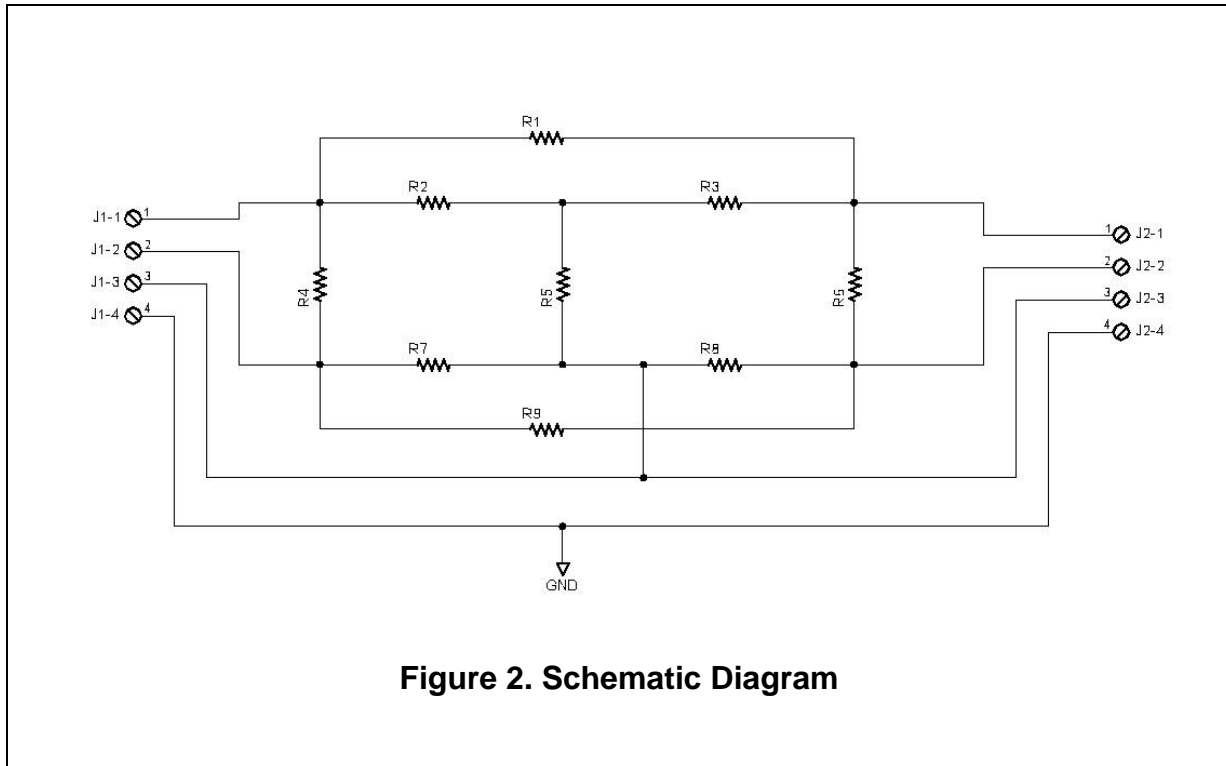 R1
R2
R3
J1-1
1
J1-2
2
J1-3
3
J1-4
4
1
J2-1
2
J2-2
3
J2-3
4
J2-4
R4
R5
R6
R7
R8
R9
GND
Figure 2. Schematic Diagram